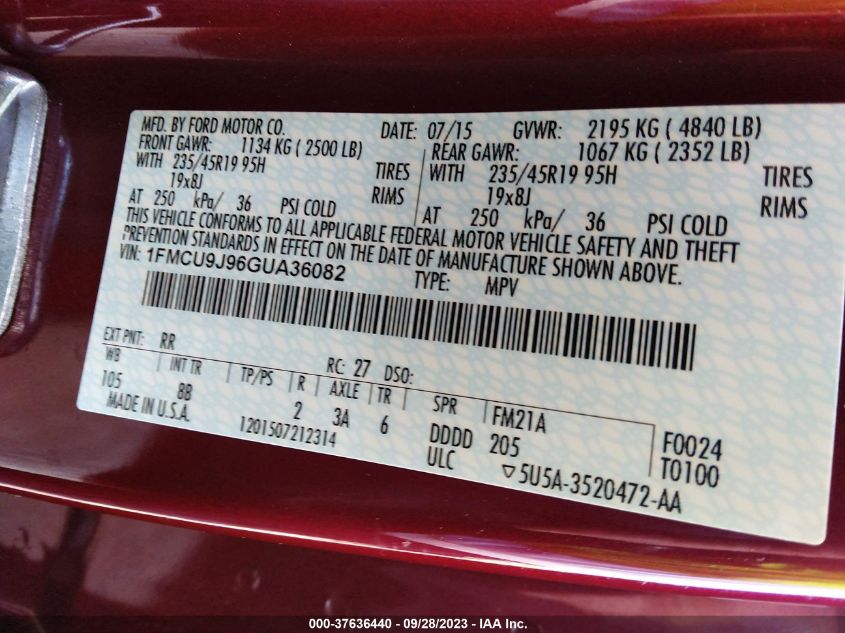 MFD. BY FORD MOTOR CO. DATE: 07/15 GVWR: 2195 KG ( 4840 LB)
FRONT GAWR: 1134 KG ( 2500 LB) REAR GAWR: 1067 KG ( 2352 LB)
WITH 235/45R19 95H TIRES WITH 235/45R19 95H TIRES
19x8J RIMS 19x8J RIMS
AT 250 kPa/ 36 PSI COLD AT 250 kPa/ 36 PSI COLD
THIS VEHICLE CONFORMS TO ALL APPLICABLE FEDERAL MOTOR VEHICLE SAFETY AND THEFT
PREVENTION STANDARDS IN EFFECT ON THE DATE OF MANUFACTURE SHOWN ABOVE.
VIN: 1FMCU9J96GUA36082 TYPE: MPV
EXT PNT: RR RC: 27 DSO:
WB INT TR TP/PS R AXLE TR SPR FM21A
105 8B 2 3A 6 DDDD 205 F0024
MADE IN U.S.A. 1201507212314 ULC ▽5U5A-3520472-AA T0100
000-37636440 - 09/28/2023 - IAA Inc.